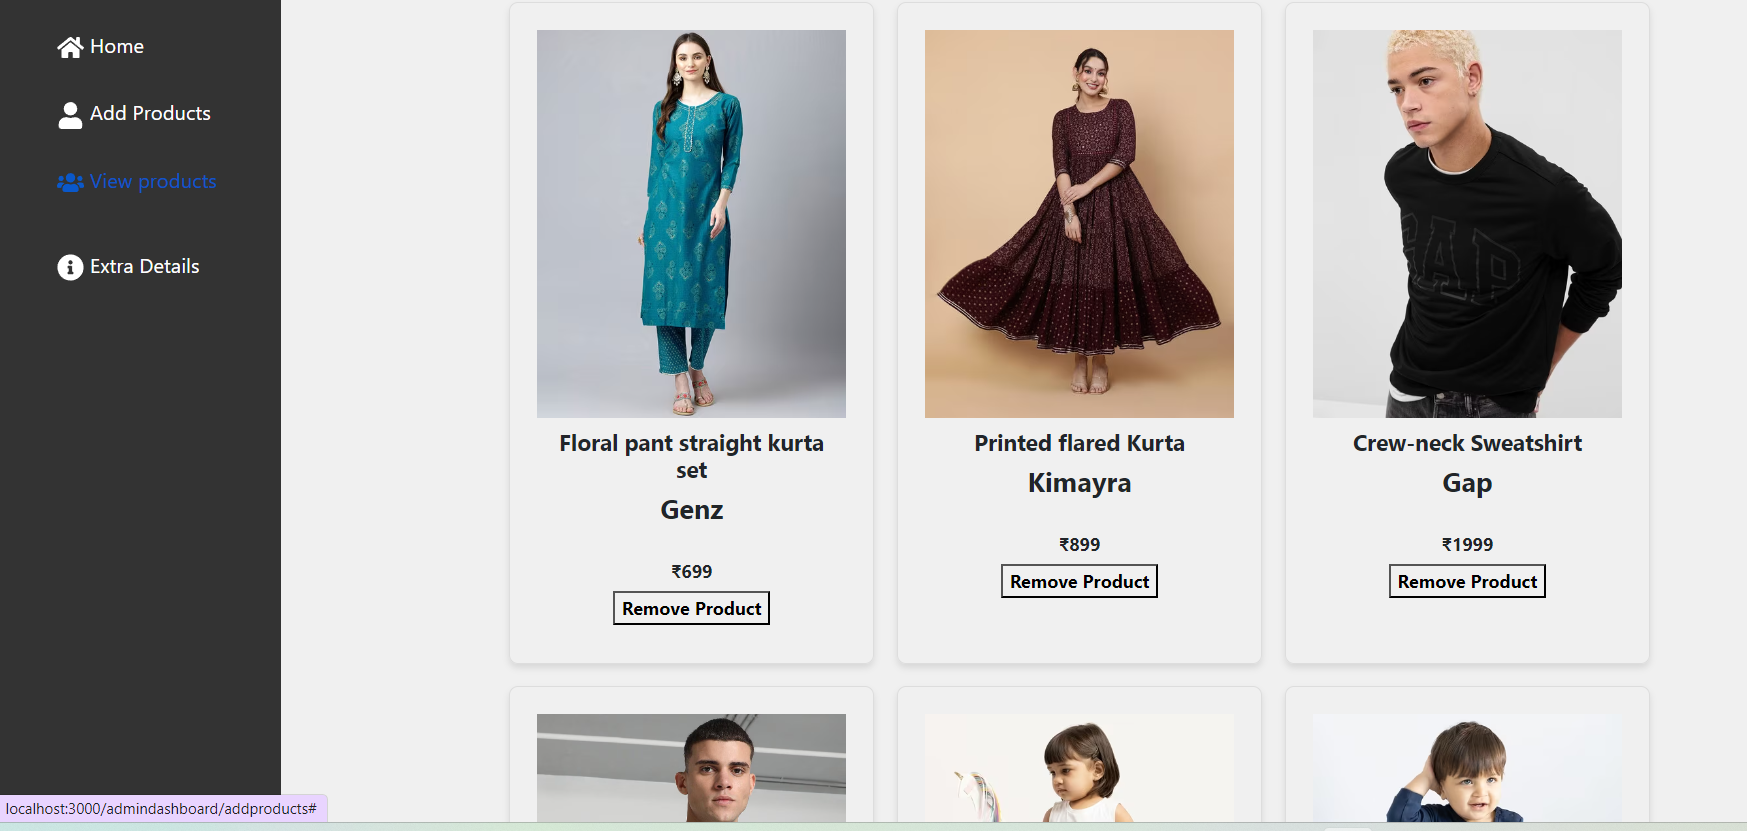 Home
Add Products
View products
Extra Details
GAP
Floral pant straight kurta
set
Genz
₹699
Remove Product
Printed flared Kurta
Kimayra
₹899
Remove Product
Crew-neck Sweatshirt
Gap
₹1999
Remove Product
localhost:3000/admindashboard/addproducts#